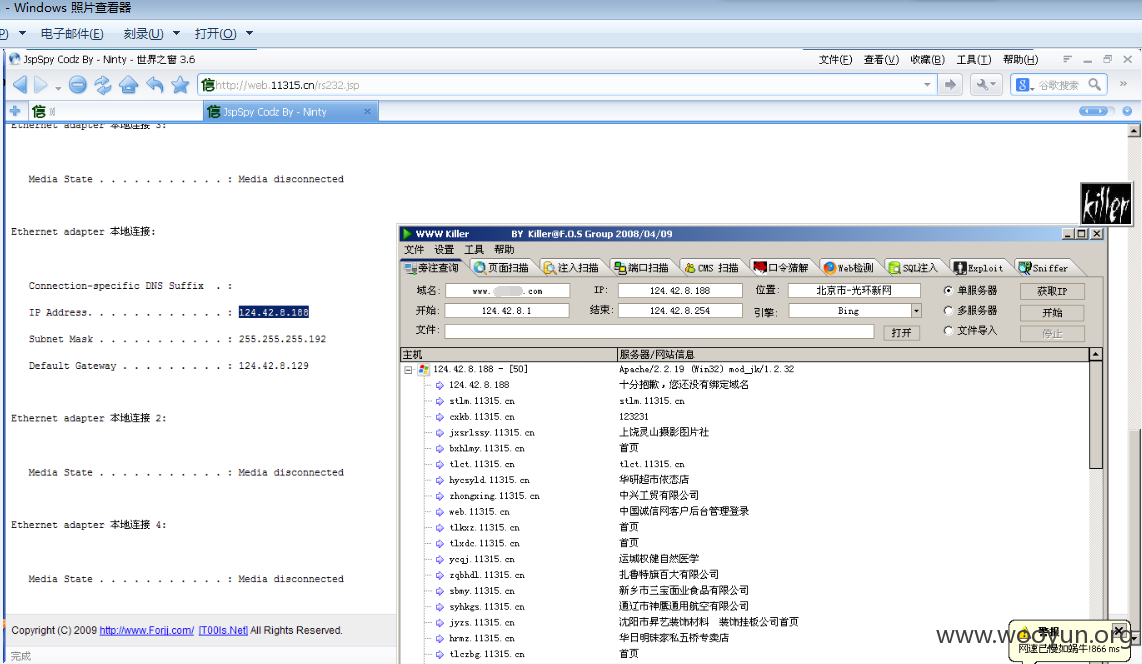 - Windows 照片查看器
电子邮件(E) 刻录(U) 打开(O)
JspSpy Codz By - Ninty - 世界之窗 3.6
文件(F) 查看(V) 收藏(B) 工具(T) 帮助(H)
http://web.11315.cn/rs232.jsp
谷歌搜索
JspSpy Codz By - Ninty
Ethernet adapter 本地连接 3:
Media State . . . . . . . . . . . : Media disconnected
Ethernet adapter 本地连接:
Connection-specific DNS Suffix . :
IP Address. . . . . . . . . . . . : 124.42.8.188
Subnet Mask . . . . . . . . . . . : 255.255.255.192
Default Gateway . . . . . . . . . : 124.42.8.129
Ethernet adapter 本地连接 2:
Media State . . . . . . . . . . . : Media disconnected
Ethernet adapter 本地连接 4:
Media State . . . . . . . . . . . : Media disconnected
Copyright (C) 2009 http://www.Forjj.com/ [T00ls.Net] All Rights Reserved.
完成
killer
WWW Killer BY Killer@F.O.S Group 2008/04/09
文件 设置 工具 帮助
旁注查询 页面扫描 注入扫描 端口扫描 CMS 扫描 口令猜解 Web检测 SQL注入 Exploit Sniffer
域名: www. .com IP: 124.42.8.188 位置: 北京市-光环新网 单服务器 获取IP
开始: 124.42.8.1 结束: 124.42.8.254 引擎: Bing 多服务器 开始
文件: 打开 文件导入 停止
主机 服务器/网站信息
124.42.8.188 - [50] Apache/2.2.19 (Win32) mod_jk/1.2.32
124.42.8.188 十分抱歉，您还没有绑定域名
stlm.11315.cn stlm.11315.cn
cxkb.11315.cn 123231
jxsrlssy.11315.cn 上饶灵山摄影图片社
bxhlmy.11315.cn 首页
tlct.11315.cn tlct.11315.cn
hycsyld.11315.cn 华研超市依恋店
zhongxing.11315.cn 中兴工贸有限公司
web.11315.cn 中国诚信网客户后台管理登录
tlkxz.11315.cn 首页
tlxdc.11315.cn 首页
ycqj.11315.cn 运城权健自然医学
zqbhdl.11315.cn 扎鲁特旗百大有限公司
sbmy.11315.cn 新乡市三宝面业食品有限公司
syhkgs.11315.cn 通辽市神鹰通用航空有限公司
jyzs.11315.cn 沈阳市昇艺装饰材料 装饰挂板公司首页
hrmz.11315.cn 华日明珠家私五桥专卖店
tlczbg.11315.cn 首页
警报
网速已慢如蜗牛!866 ms
www.wooyun.org